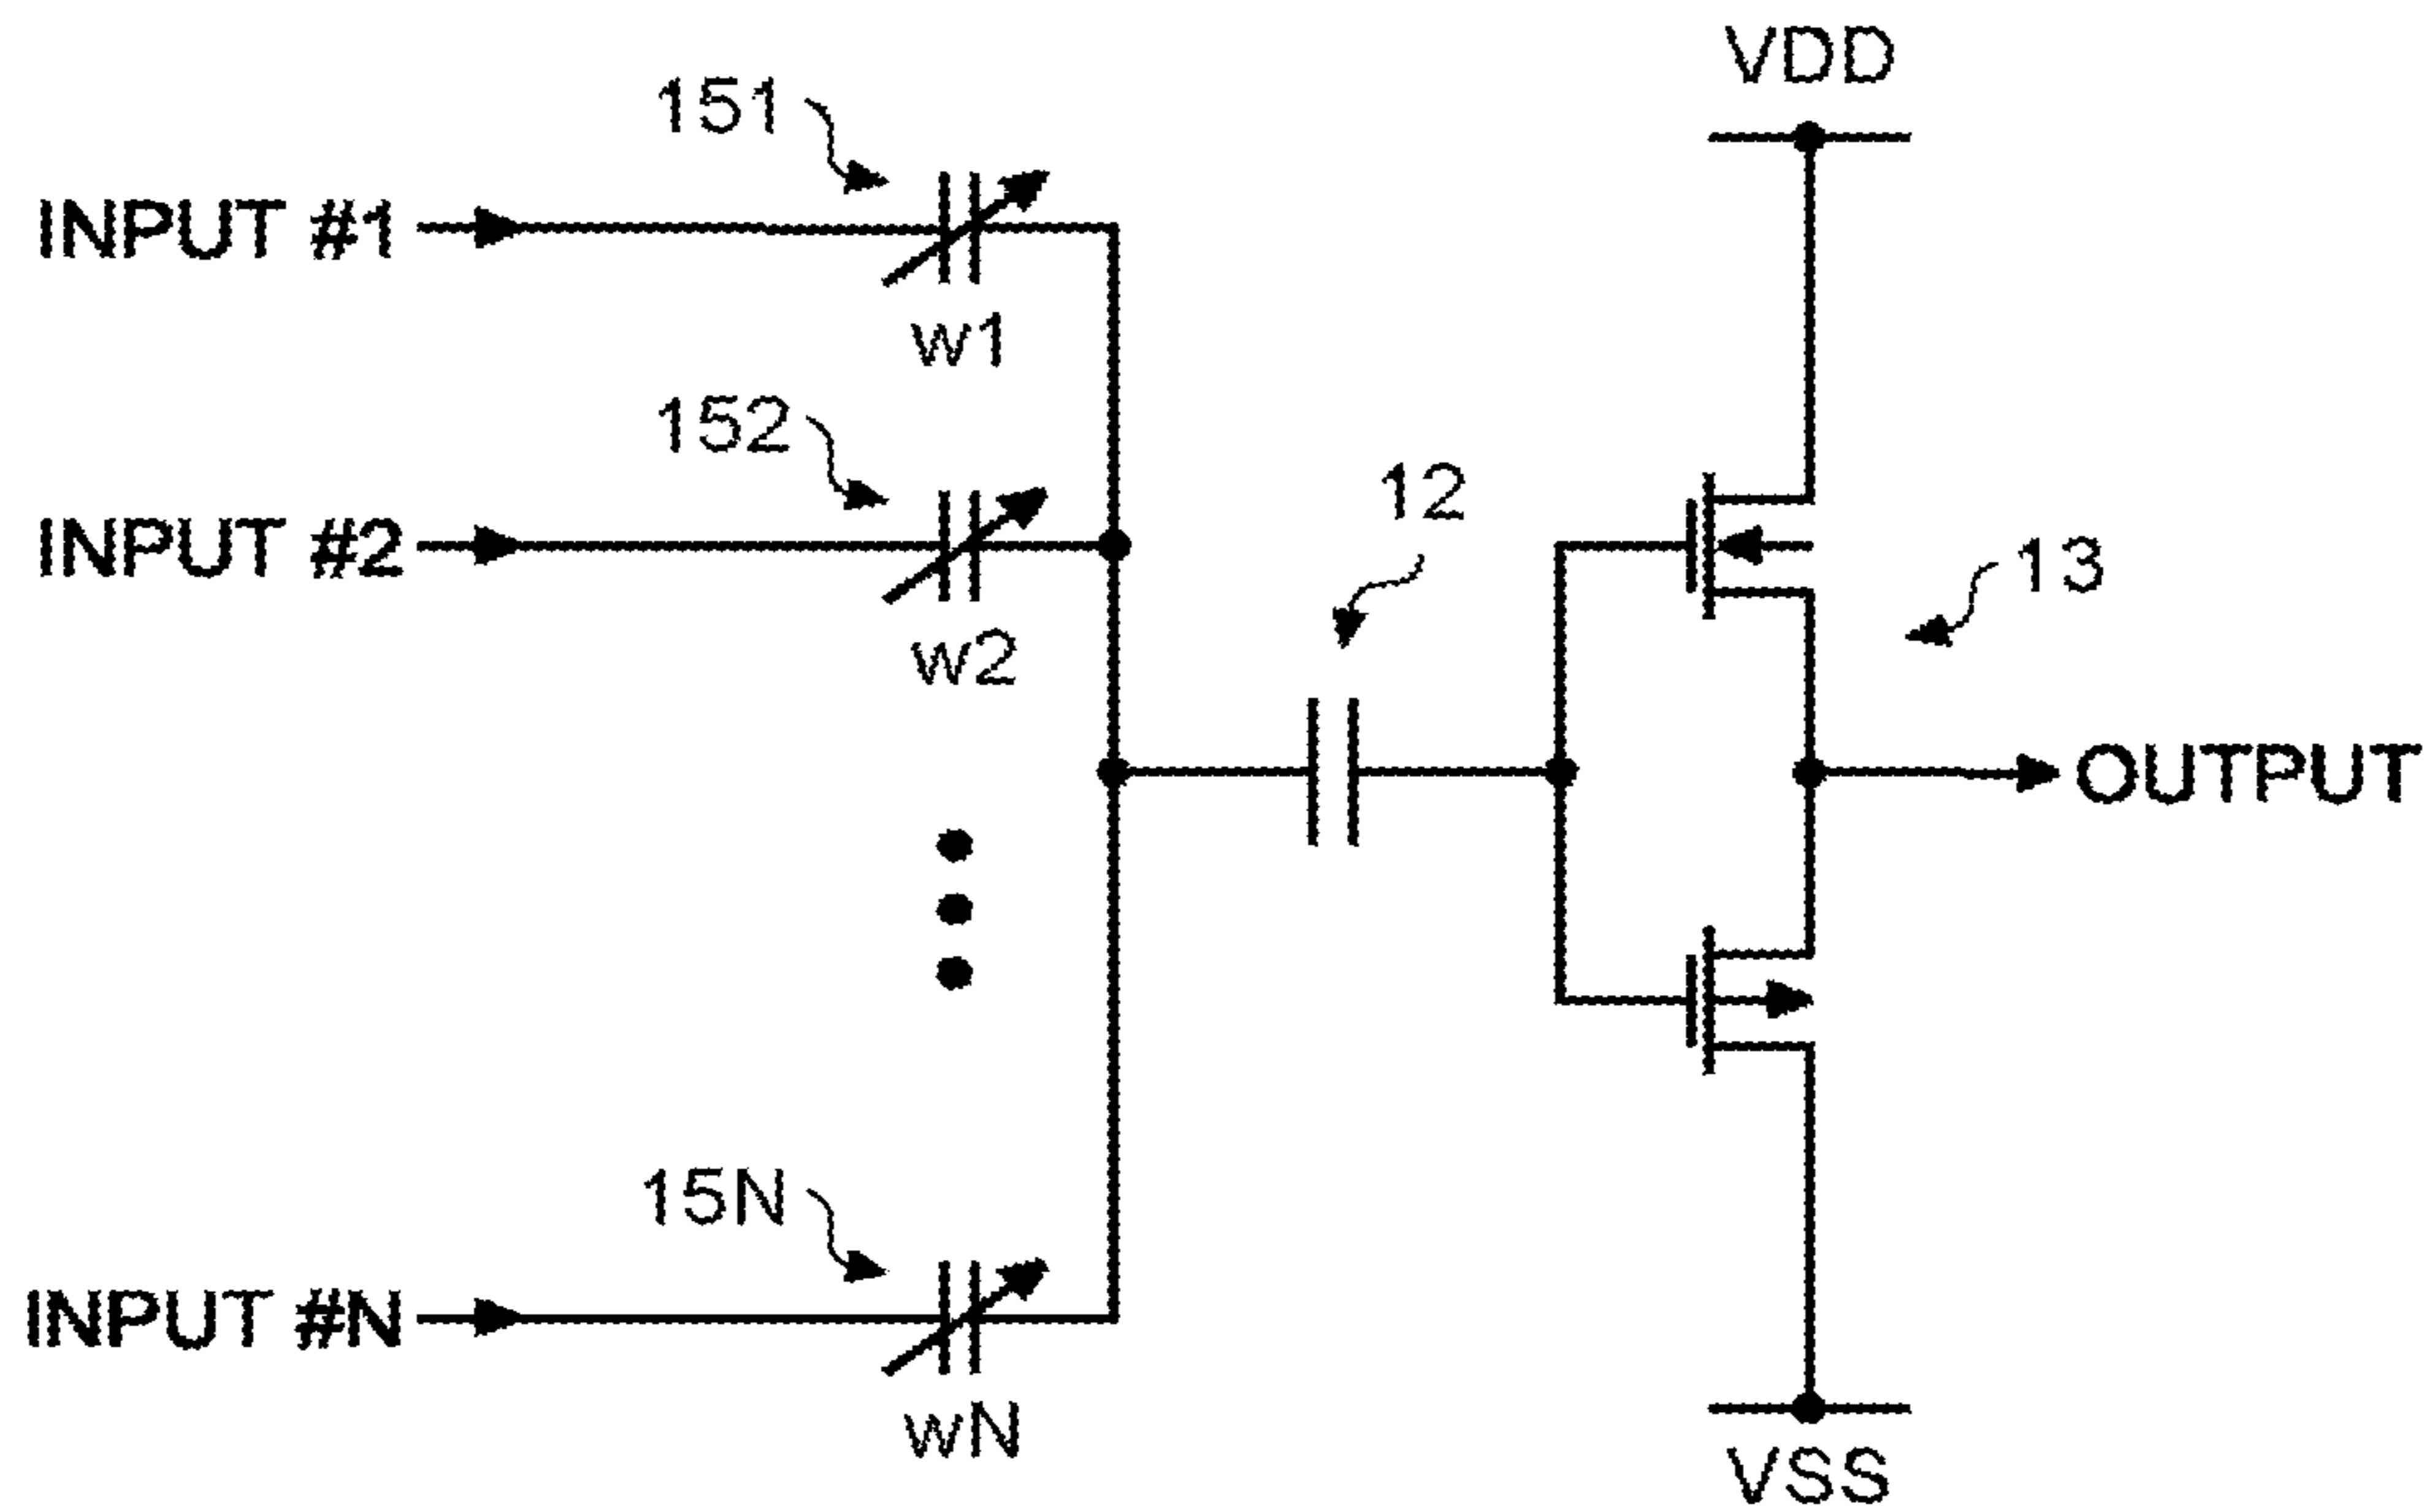 VDD
151
INPUT #1
w1
152
12
INPUT #2
13
w2
OUTPUT
15N
INPUT #N
wN
VSS